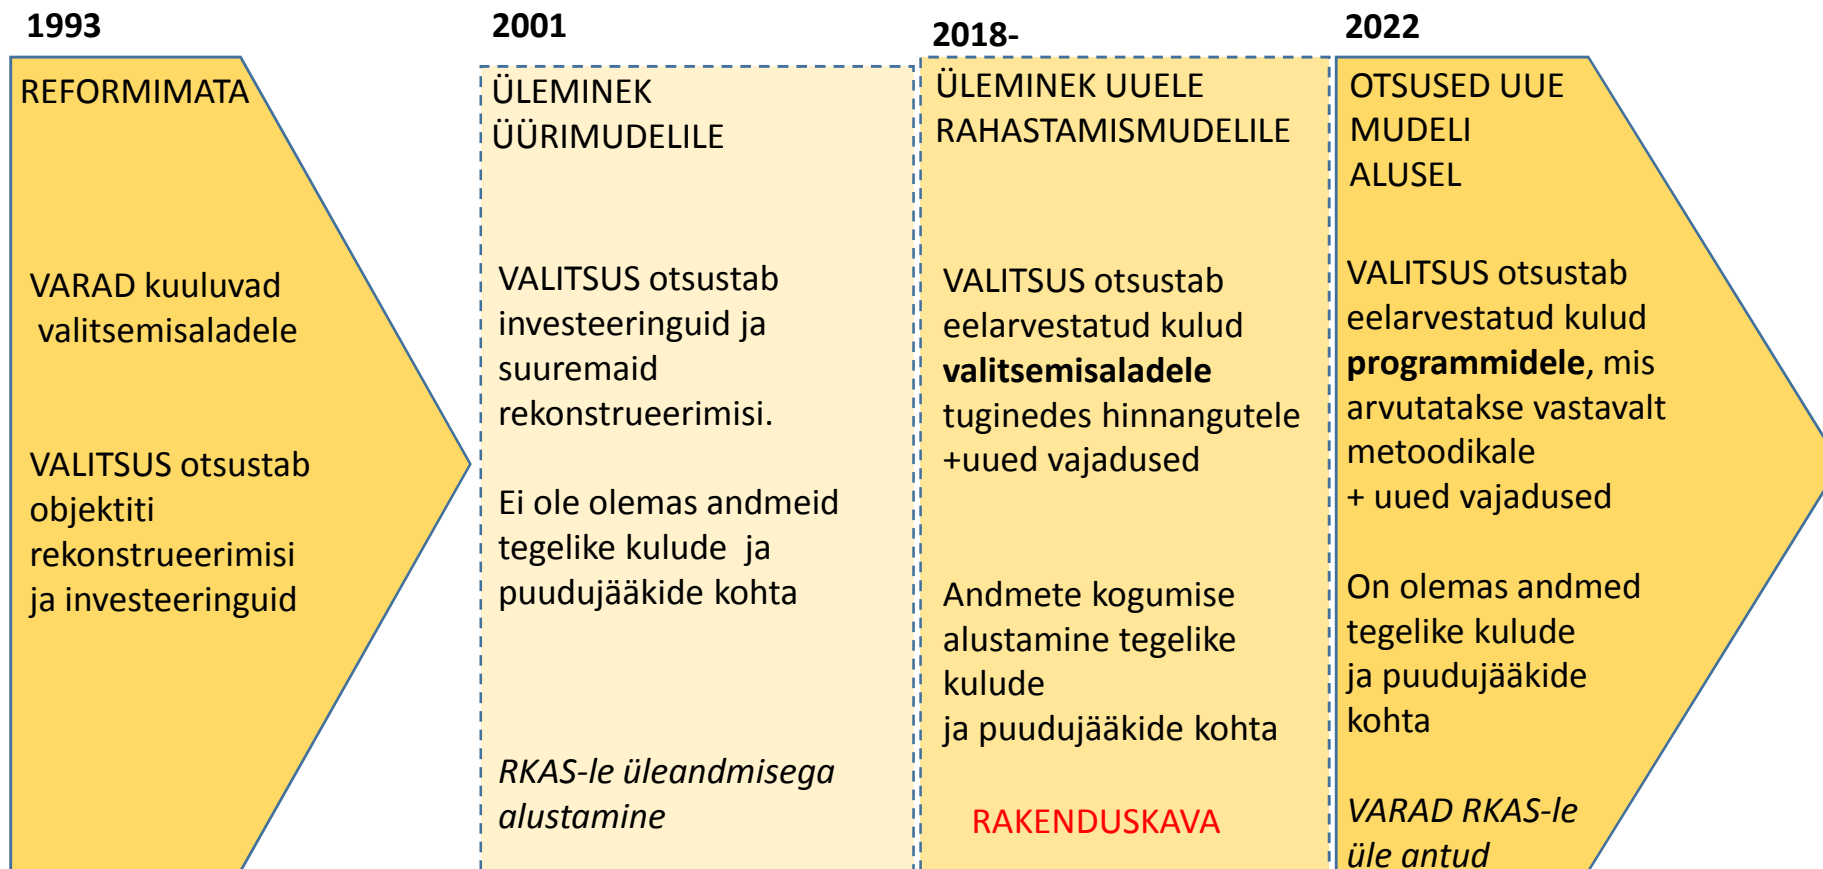 1993
REFORMIMATA
VARAD kuuluvad
valitsemisaladele
VALITSUS otsustab
objektiti
rekonstrueerimisi
ja investeeringuid
2001
ÜLEMINEK
ÜÜRIMUDELILE
VALITSUS otsustab
investeeringuid ja
suuremaid
rekonstrueerimisi.
Ei ole olemas andmeid
tegelike kulude ja
puudujääkide kohta
RKAS-le üleandmisega
alustamine
2018-
ÜLEMINEK UUELE
RAHASTAMISMUDELILE
VALITSUS otsustab
eelarvestatud kulud
valitsemisaladele
tuginedes hinnangutele
+uued vajadused
Andmete kogumise
alustamine tegelike
kulude
ja puudujääkide kohta
RAKENDUSKAVA
2022
OTSUSED UUE
MUDELI
ALUSEL
VALITSUS otsustab
eelarvestatud kulud
programmidele, mis
arvutatakse vastavalt
metoodikale
+ uued vajadused
On olemas andmed
tegelike kulude
ja puudujääkide
kohta
VARAD RKAS-le
üle antud